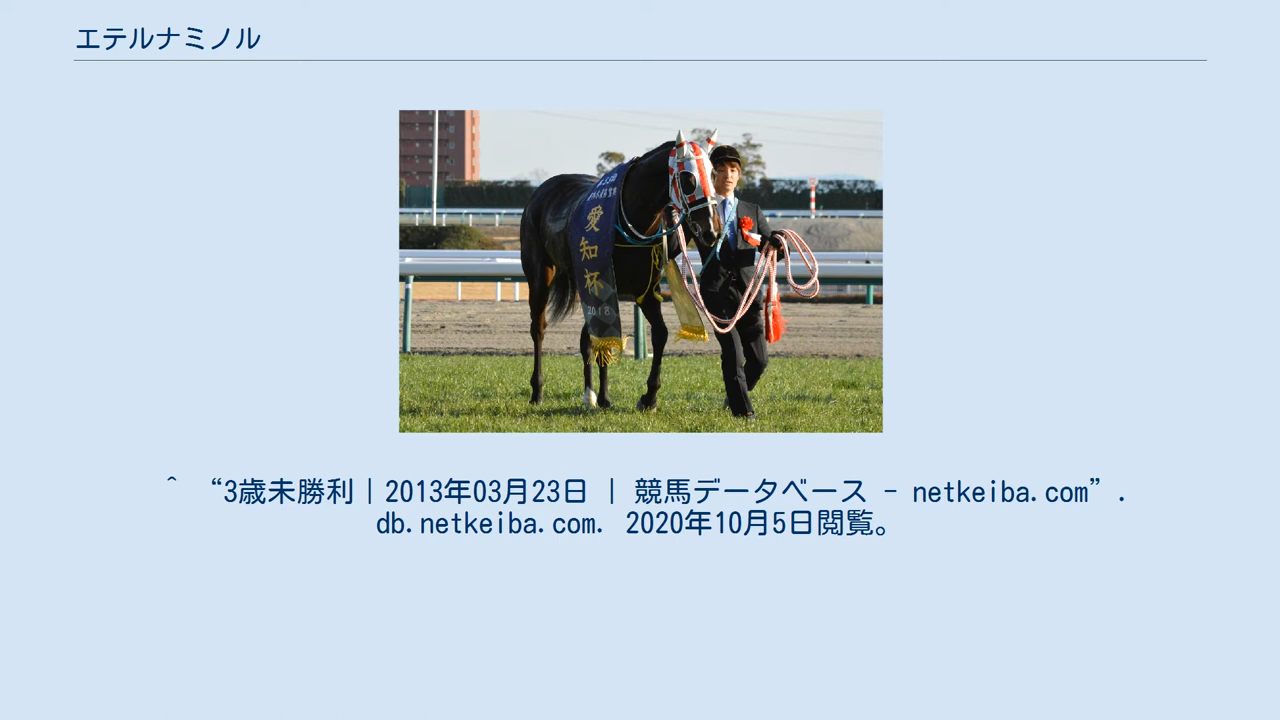 エテルナミノル
愛知杯
2018
^ “3歳未勝利｜2013年03月23日 | 競馬データベース - netkeiba.com”.
db.netkeiba.com. 2020年10月5日閲覧。